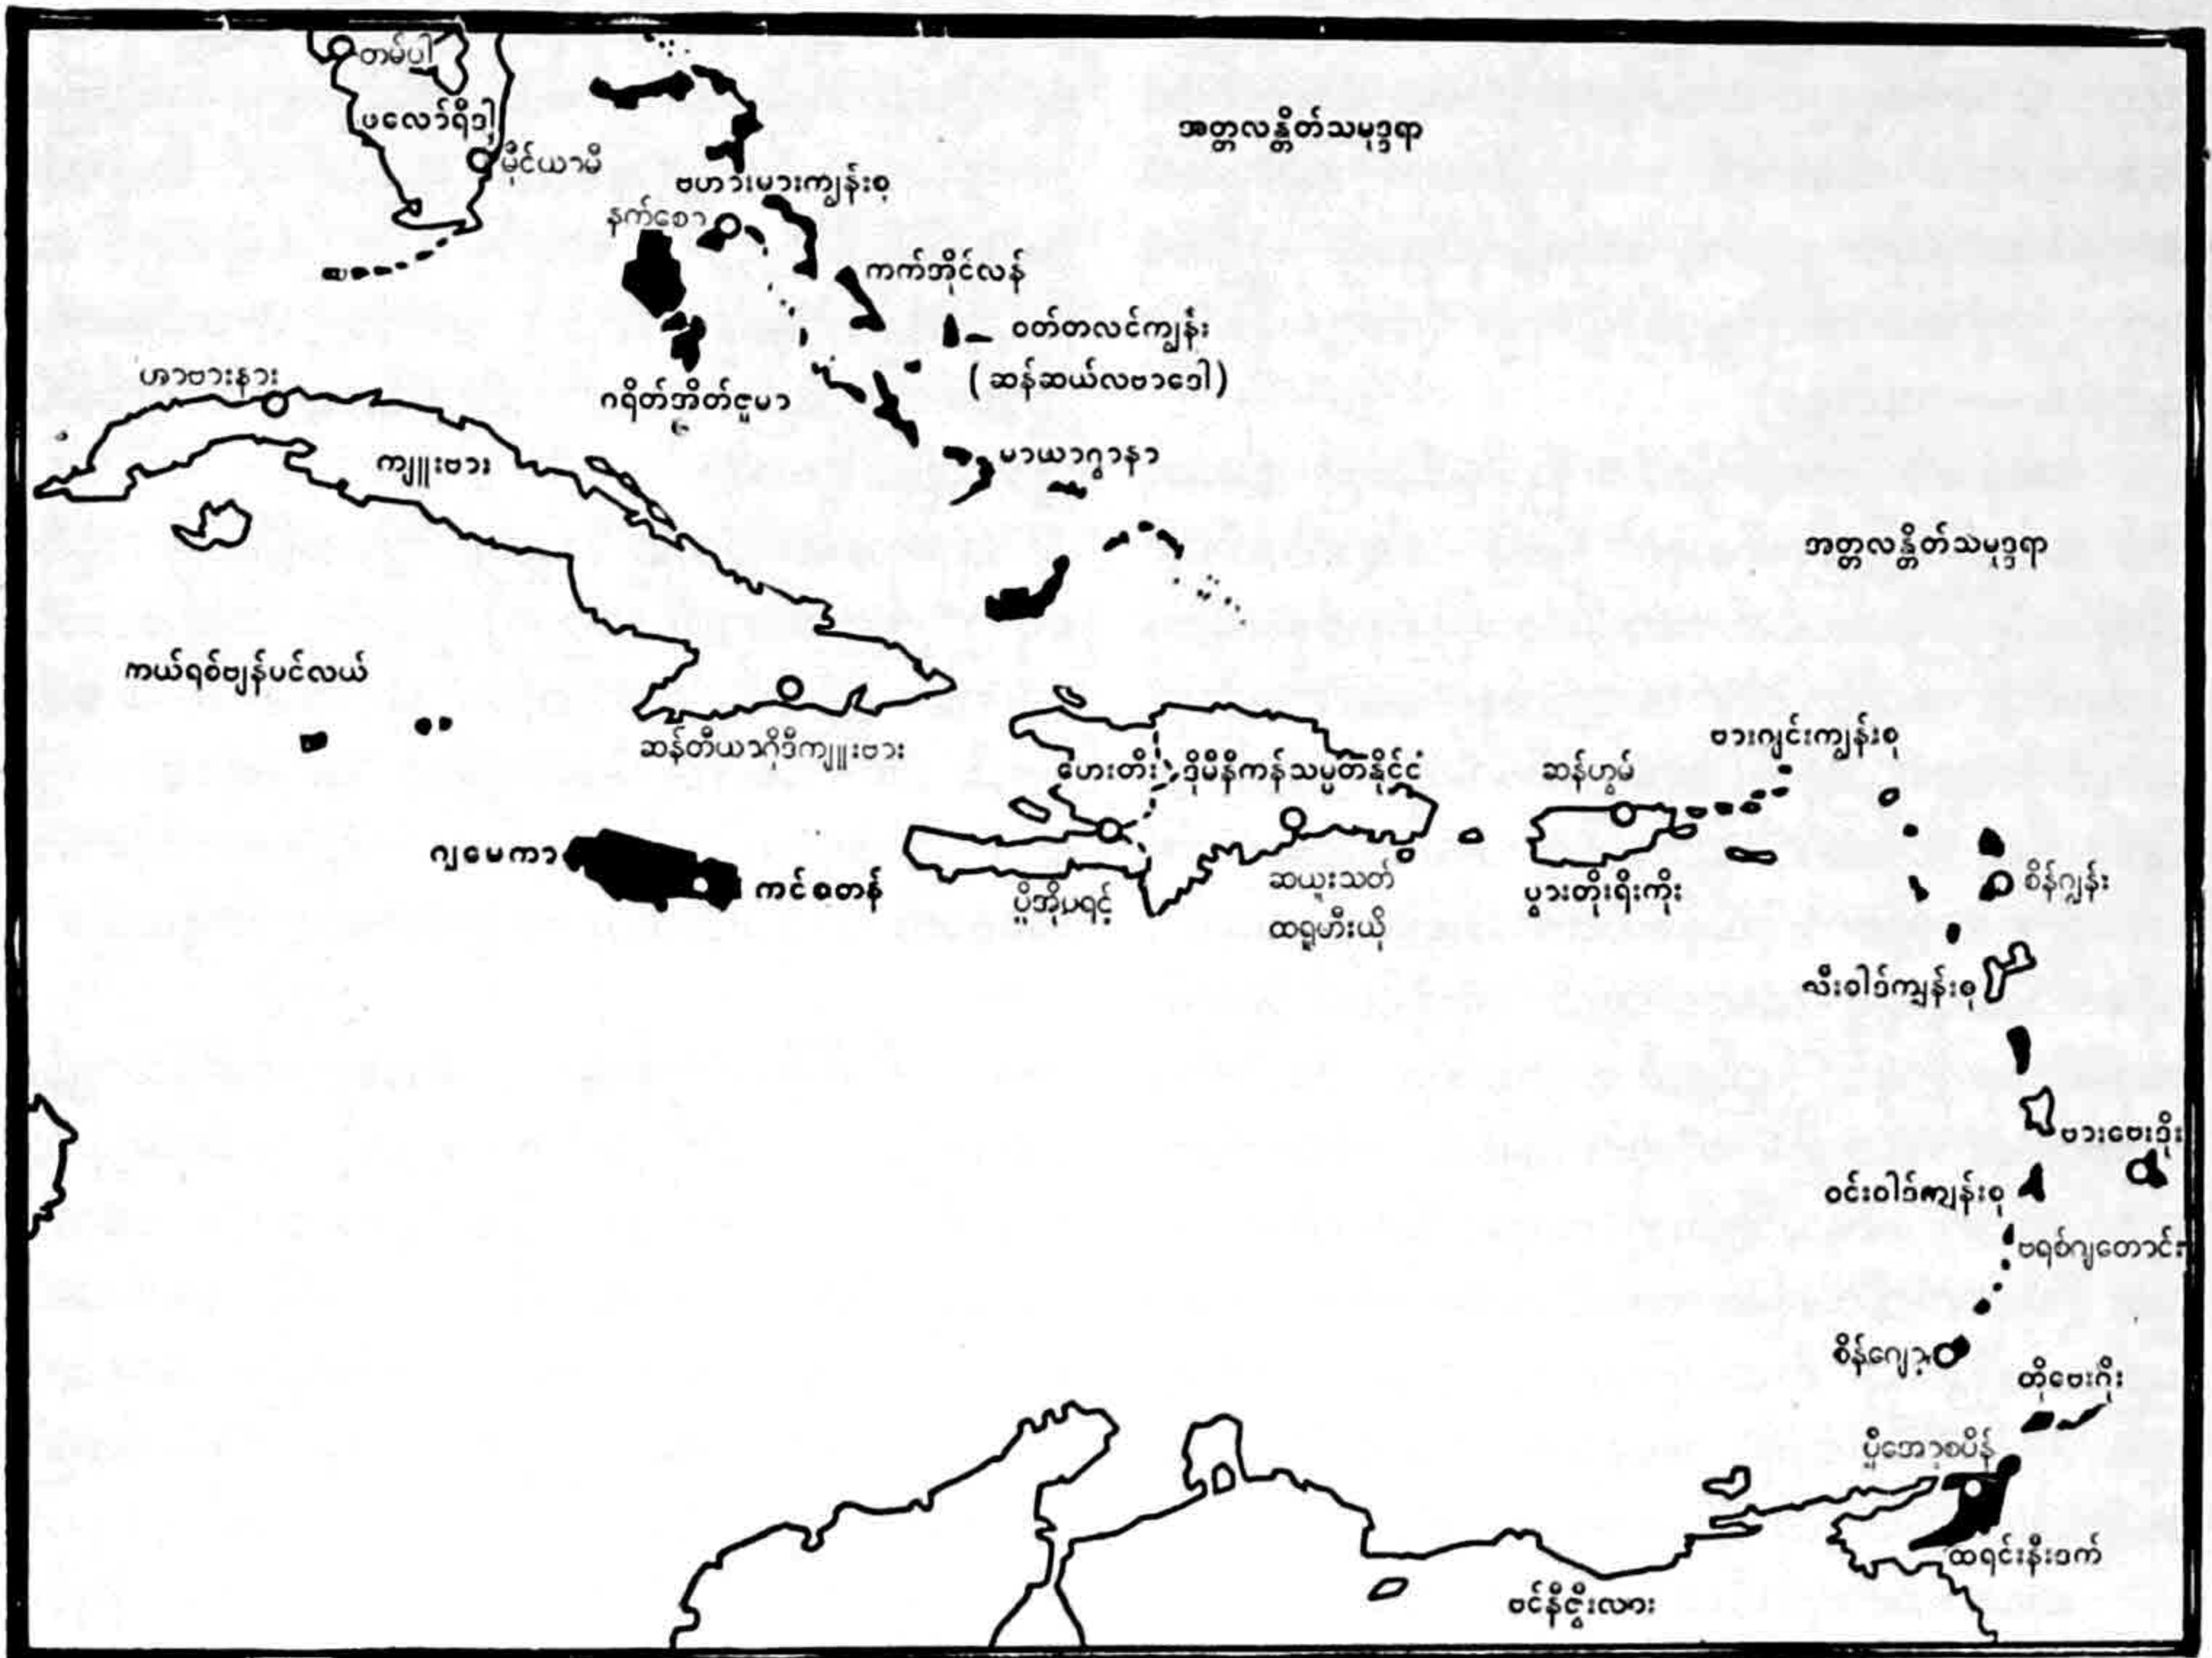 တမ်ပါ
ဖလော်ရီဒါ
မိုင်ယာမီ
အတ္တလန္တိတ်သမုဒ္ဒရာ
ဗဟားမားကျွန်းစု
နက်စော
ကက်အိုင်လန်
ဝတ်တလင်ကျွန်း
(ဆန်ဆယ်လဗာဒေါ)
ဟာဗားနား
ဂရိတ်အိတ်ဇူမာ
ကျူးဗား
မာယာဂွာနာ
အတ္တလန္တိတ်သမုဒ္ဒရာ
ကယ်ရစ်ဗျန်ပင်လယ်
ဆန်တီယာဂိုဒီကျူးဗား
ဟေးတီး
ဒိုမီနီကန်သမ္မတနိုင်ငံ
ဆန်ဟွမ်
ဗားဂျင်းကျွန်းစု
ဂျမေကာ
ကင်စတန်
ပို့အိုပရင့်
ဆယူးသတ်
ထရူဟီးယို
ပွားတိုးရီးကိုး
စိန်ဂျွန်း
လီးဝါဒ်ကျွန်းစု
ဗားဗေးဒိုး
ဝင်းဝါဒ်ကျွန်းစု
ဗရစ်ဂျတောင်း
စိန်ဂျော့
တိုဗေးဂိုး
ပို့အော့စပိန်
ထရင်းနီးဒက်
ဗင်နီဇွီးလား